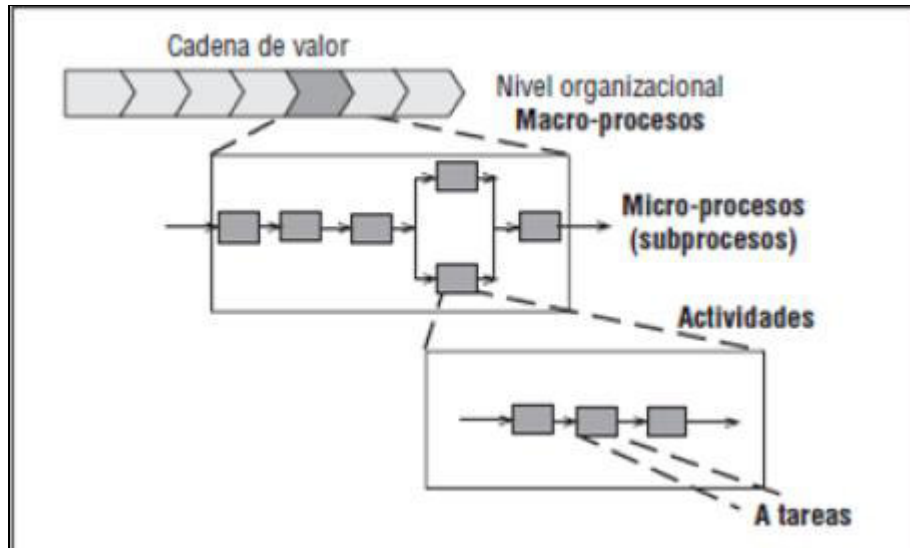 Cadena de valor
Nivel organizacional
Macro-procesos
Micro-procesos
(subprocesos)
Actividades
A tareas